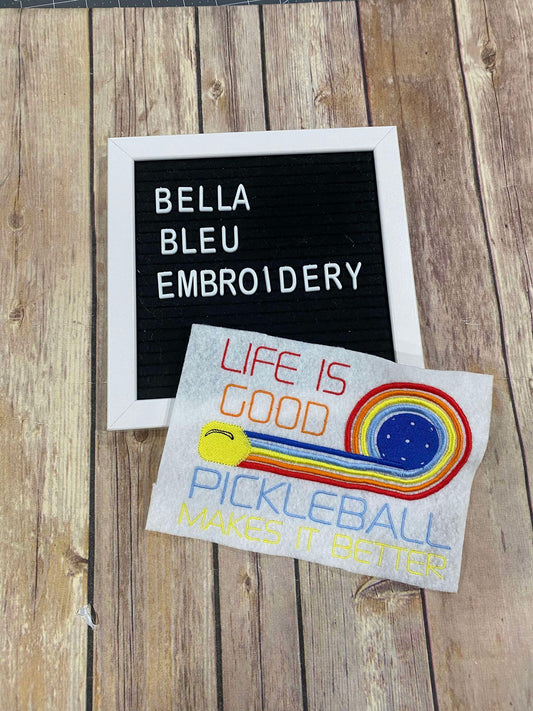 BELLA
BLEU
EMBROIDERY
LIFE IS
GOOD
PICKLEBALL
MAKES IT BETTER